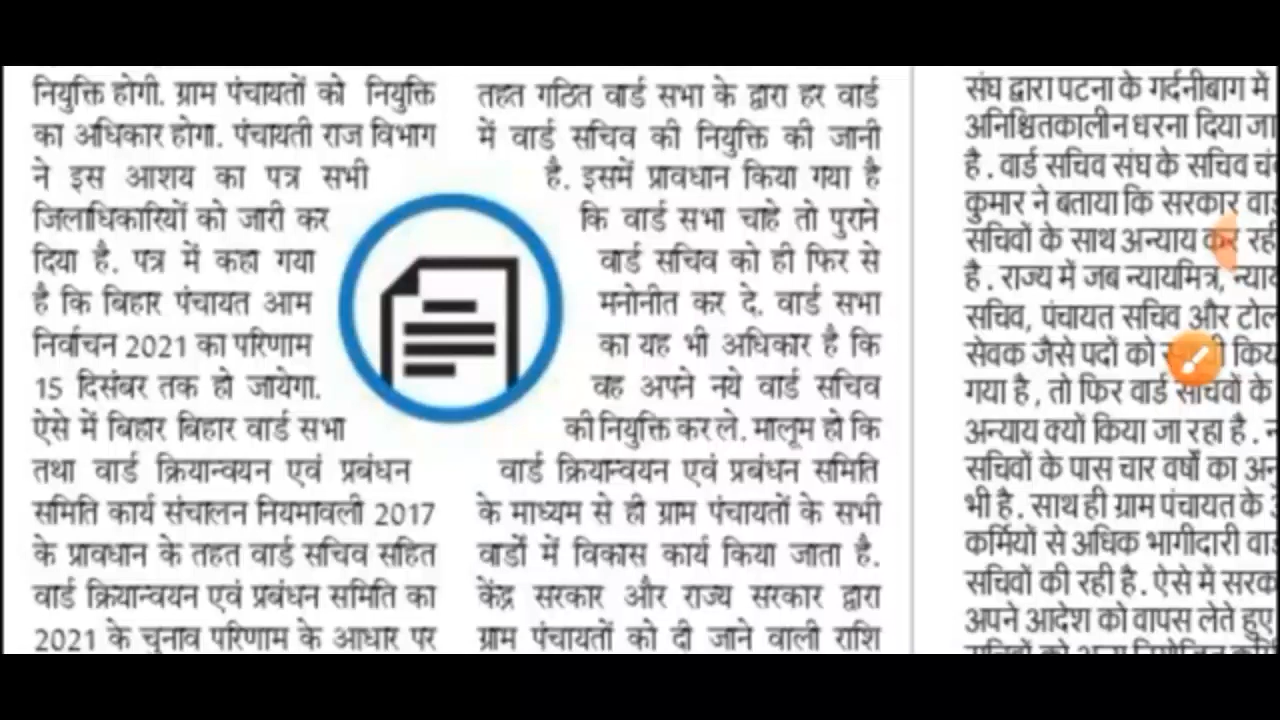 नियुक्ति होगी. ग्राम पंचायतों को नियुक्ति
का अधिकार होगा. पंचायती राज विभाग
ने इस आशय का पत्र सभी
जिलाधिकारियों को जारी कर
दिया है. पत्र में कहा गया
है कि बिहार पंचायत आम
निर्वाचन 2021 का परिणाम
15 दिसंबर तक हो जायेगा.
ऐसे में बिहार बिहार वार्ड सभा
तथा वार्ड क्रियान्वयन एवं प्रबंधन
समिति कार्य संचालन नियमावली 2017
के प्रावधान के तहत वार्ड सचिव सहित
वार्ड क्रियान्वयन एवं प्रबंधन समिति का
2021 के चुनाव परिणाम के आधार पर
तहत गठित वार्ड सभा के द्वारा हर वार्ड
में वार्ड सचिव की नियुक्ति की जानी
है. इसमें प्रावधान किया गया है
कि वार्ड सभा चाहे तो पुराने
वार्ड सचिव को ही फिर से
मनोनीत कर दे. वार्ड सभा
का यह भी अधिकार है कि
वह अपने नये वार्ड सचिव
की नियुक्ति कर ले. मालूम हो कि
वार्ड क्रियान्वयन एवं प्रबंधन समिति
के माध्यम से ही ग्राम पंचायतों के सभी
वार्डों में विकास कार्य किया जाता है.
केंद्र सरकार और राज्य सरकार द्वारा
ग्राम पंचायतों को दी जाने वाली राशि
संघ द्वारा पटना के गर्दनीबाग में
अनिश्चितकालीन धरना दिया जा
है. वार्ड सचिव संघ के सचिव
कुमार ने बताया कि सरकार
सचिवों के साथ अन्याय कर रही
है. राज्य में जब न्यायमित्र,
सचिव, पंचायत सचिव और
सेवक जैसे पदों को
गया है, तो फिर वार्ड सचिवों के
अन्याय क्यों किया जा रहा है.
सचिवों के पास चार वर्षों का
भी है. साथ ही ग्राम पंचायत के
कर्मियों से अधिक भागीदारी
सचिवों की रही है. ऐसे में
अपने आदेश को वापस लेते हुए